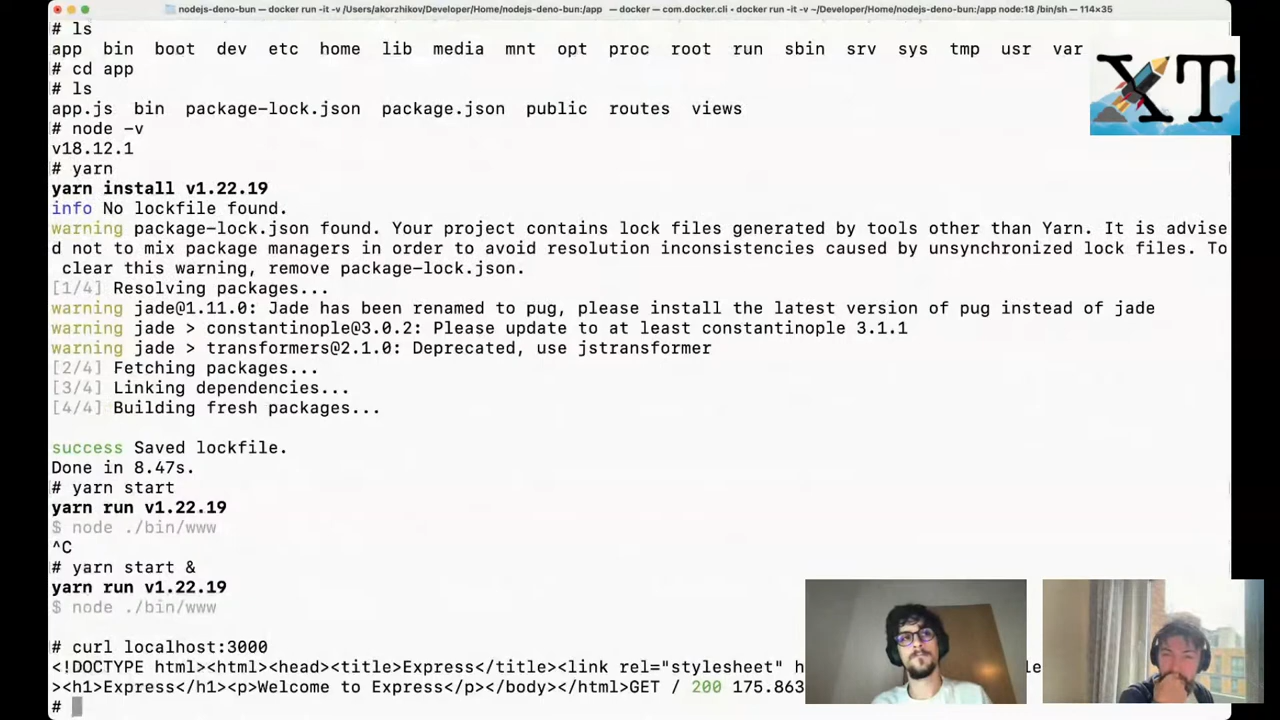 nodejs-deno-bun — docker run -it -v /Users/akorzhikov/Developer/Home/nodejs-deno-bun:/app — docker — com.docker.cli • docker run -it -v ~/Developer/Home/nodejs-deno-bun:/app node:18 /bin/sh — 114×35
# ls
app bin boot dev etc home lib media mnt opt proc root run sbin srv sys tmp usr var
# cd app
# ls
app.js bin package-lock.json package.json public routes views
# node -v
v18.12.1
# yarn
yarn install v1.22.19
info No lockfile found.
warning package-lock.json found. Your project contains lock files generated by tools other than Yarn. It is advise
d not to mix package managers in order to avoid resolution inconsistencies caused by unsynchronized lock files. To
clear this warning, remove package-lock.json.
[1/4] Resolving packages...
warning jade@1.11.0: Jade has been renamed to pug, please install the latest version of pug instead of jade
warning jade > constantinople@3.0.2: Please update to at least constantinople 3.1.1
warning jade > transformers@2.1.0: Deprecated, use jstransformer
[2/4] Fetching packages...
[3/4] Linking dependencies...
[4/4] Building fresh packages...
success Saved lockfile.
Done in 8.47s.
# yarn start
yarn run v1.22.19
$ node ./bin/www
^C
# yarn start &
yarn run v1.22.19
$ node ./bin/www
# curl localhost:3000
<!DOCTYPE html><html><head><title>Express</title><link rel="stylesheet" h le
><h1>Express</h1><p>Welcome to Express</p></body></html>GET / 200 175.863
#
XT